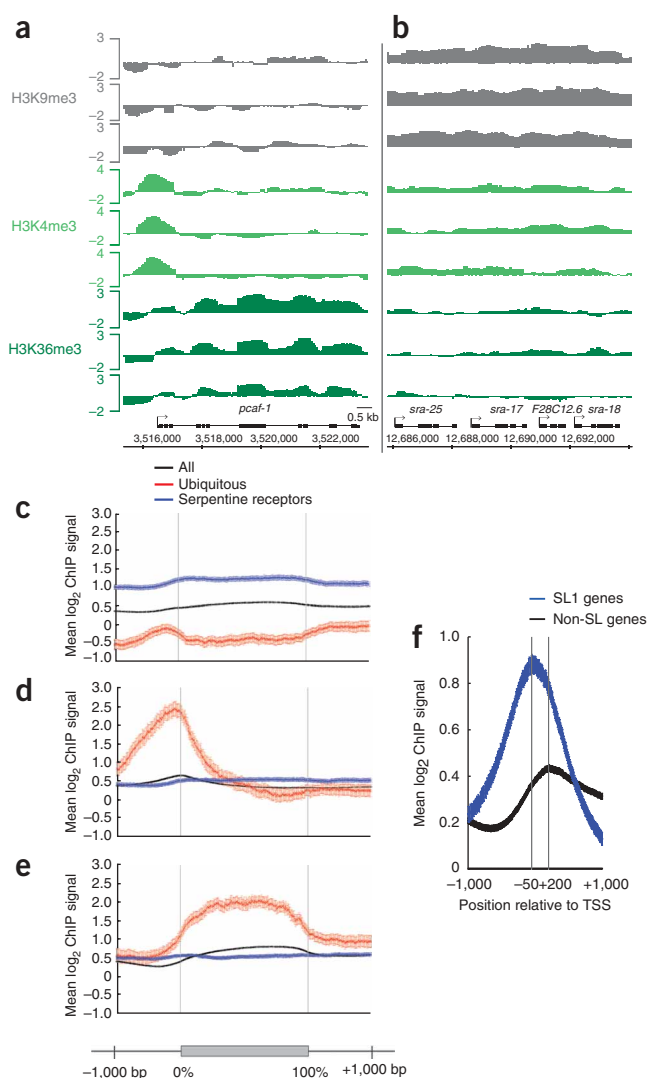 a
b
3
−2
H3K9me3
3
−2
3
−2
4
−2
H3K4me3
4
−2
4
−2
3
−2
H3K36me3
3
−2
3
−2
pcaf-1
0.5 kb
3,516,000 3,518,000 3,520,000 3,522,000
sra-25 sra-17 F28C12.6 sra-18
12,686,000 12,688,000 12,690,000 12,692,000
All
Ubiquitous
Serpentine receptors
c
Mean log2 ChIP signal
3.0
2.5
2.0
1.5
1.0
0.5
0
−0.5
−1.0
d
Mean log2 ChIP signal
3.0
2.5
2.0
1.5
1.0
0.5
0
−0.5
−1.0
e
Mean log2 ChIP signal
3.0
2.5
2.0
1.5
1.0
0.5
0
−0.5
−1.0
−1,000 bp 0% 100% +1,000 bp
SL1 genes
Non-SL genes
f
Mean log2 ChIP signal
1.0
0.8
0.6
0.4
0.2
0
−1,000 −50 +200 +1,000
Position relative to TSS